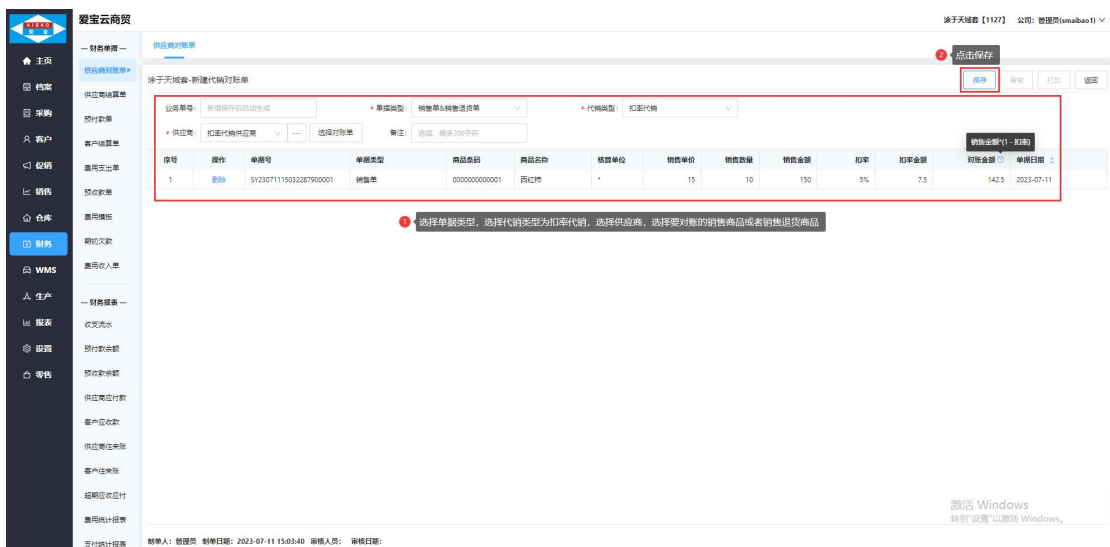 AIBAO
爱 宝
爱宝云商贸
涂于天域套【1127】 公司：管理员(smaibao1)
主页
档案
采购
客户
促销
销售
仓库
财务
WMS
生产
报表
设置
零售
— 财务单据 —
供应商对账单
供应商结算单
预付款单
客户结算单
费用支出单
预收款单
费用模板
期初欠款
费用收入单
— 财务报表 —
收支流水
预付款余额
预收款余额
供应商应付款
客户应收款
供应商往来账
客户往来账
超期应收应付
费用统计报表
支付统计报表
供应商对账单
2 点击保存
涂于天域套-新建代销对账单
保存 审核 打印 返回
业务单号： 新增保存后自动生成 * 单据类型： 销售单&销售退货单 * 代销类型： 扣率代销
* 供应商： 扣率代销供应商 ··· 选择对账单 备注： 选填，最多200字符
销售金额*(1 - 扣率)
序号 操作 单据号 单据类型 商品条码 商品名称 核算单位 销售单价 销售数量 销售金额 扣率 扣率金额 对账金额 单据日期
1 删除 SY23071115032287900001 销售单 0000000000001 西红柿 * 15 10 150 5% 7.5 142.5 2023-07-11
1 选择单据类型，选择代销类型为扣率代销，选择供应商，选择要对账的销售商品或者销售退货商品
激活 Windows
转到"设置"以激活 Windows。
制单人：管理员 制单日期：2023-07-11 15:03:40 审核人员： 审核日期：